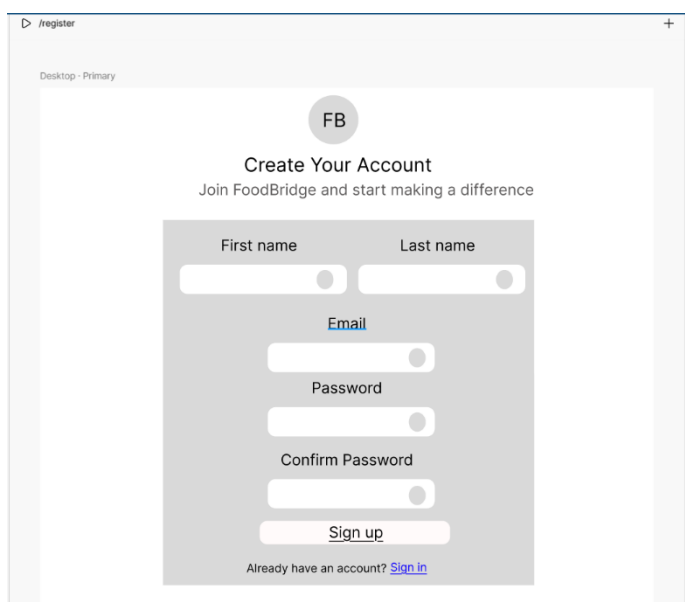 /register
Desktop - Primary
FB
Create Your Account
Join FoodBridge and start making a difference
First name Last name
Email
Password
Confirm Password
Sign up
Already have an account? Sign in